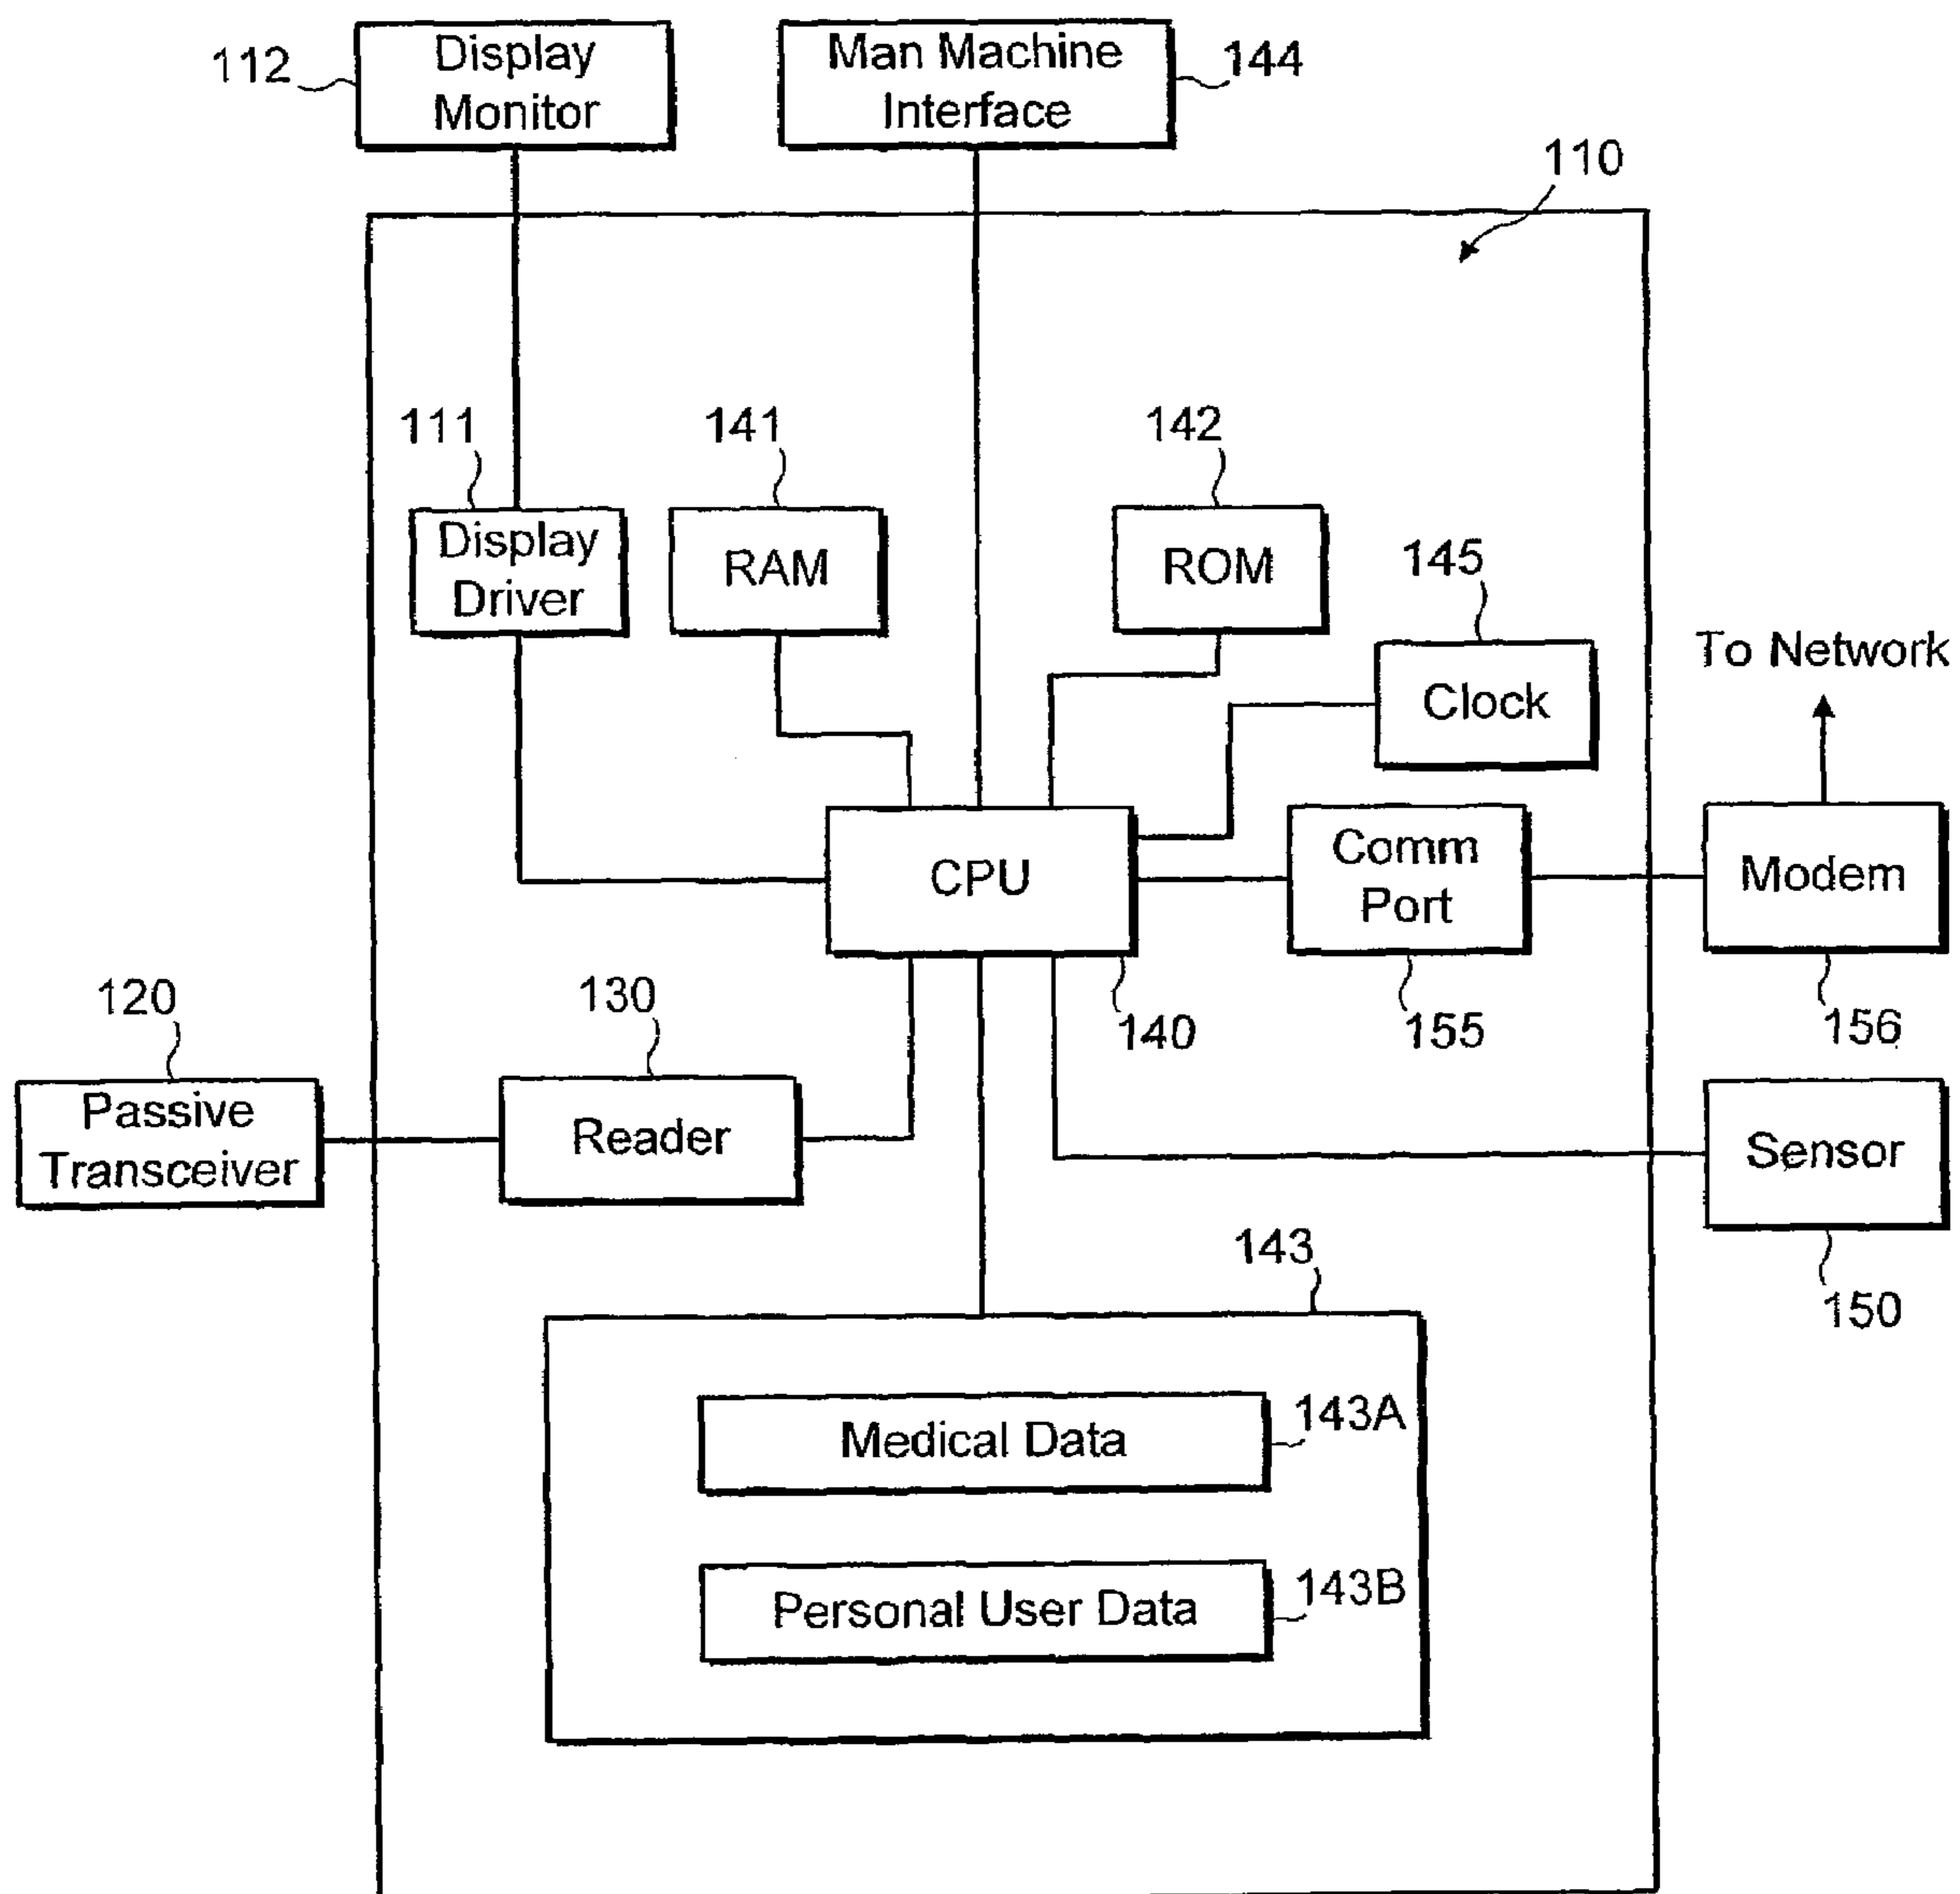 112
Display
Monitor
Man Machine
Interface
144
110
111
141
142
Display
Driver
RAM
ROM
145
Clock
To Network
CPU
Comm
Port
Modem
120
130
140
155
156
Passive
Transceiver
Reader
Sensor
143
150
Medical Data
143A
Personal User Data
143B